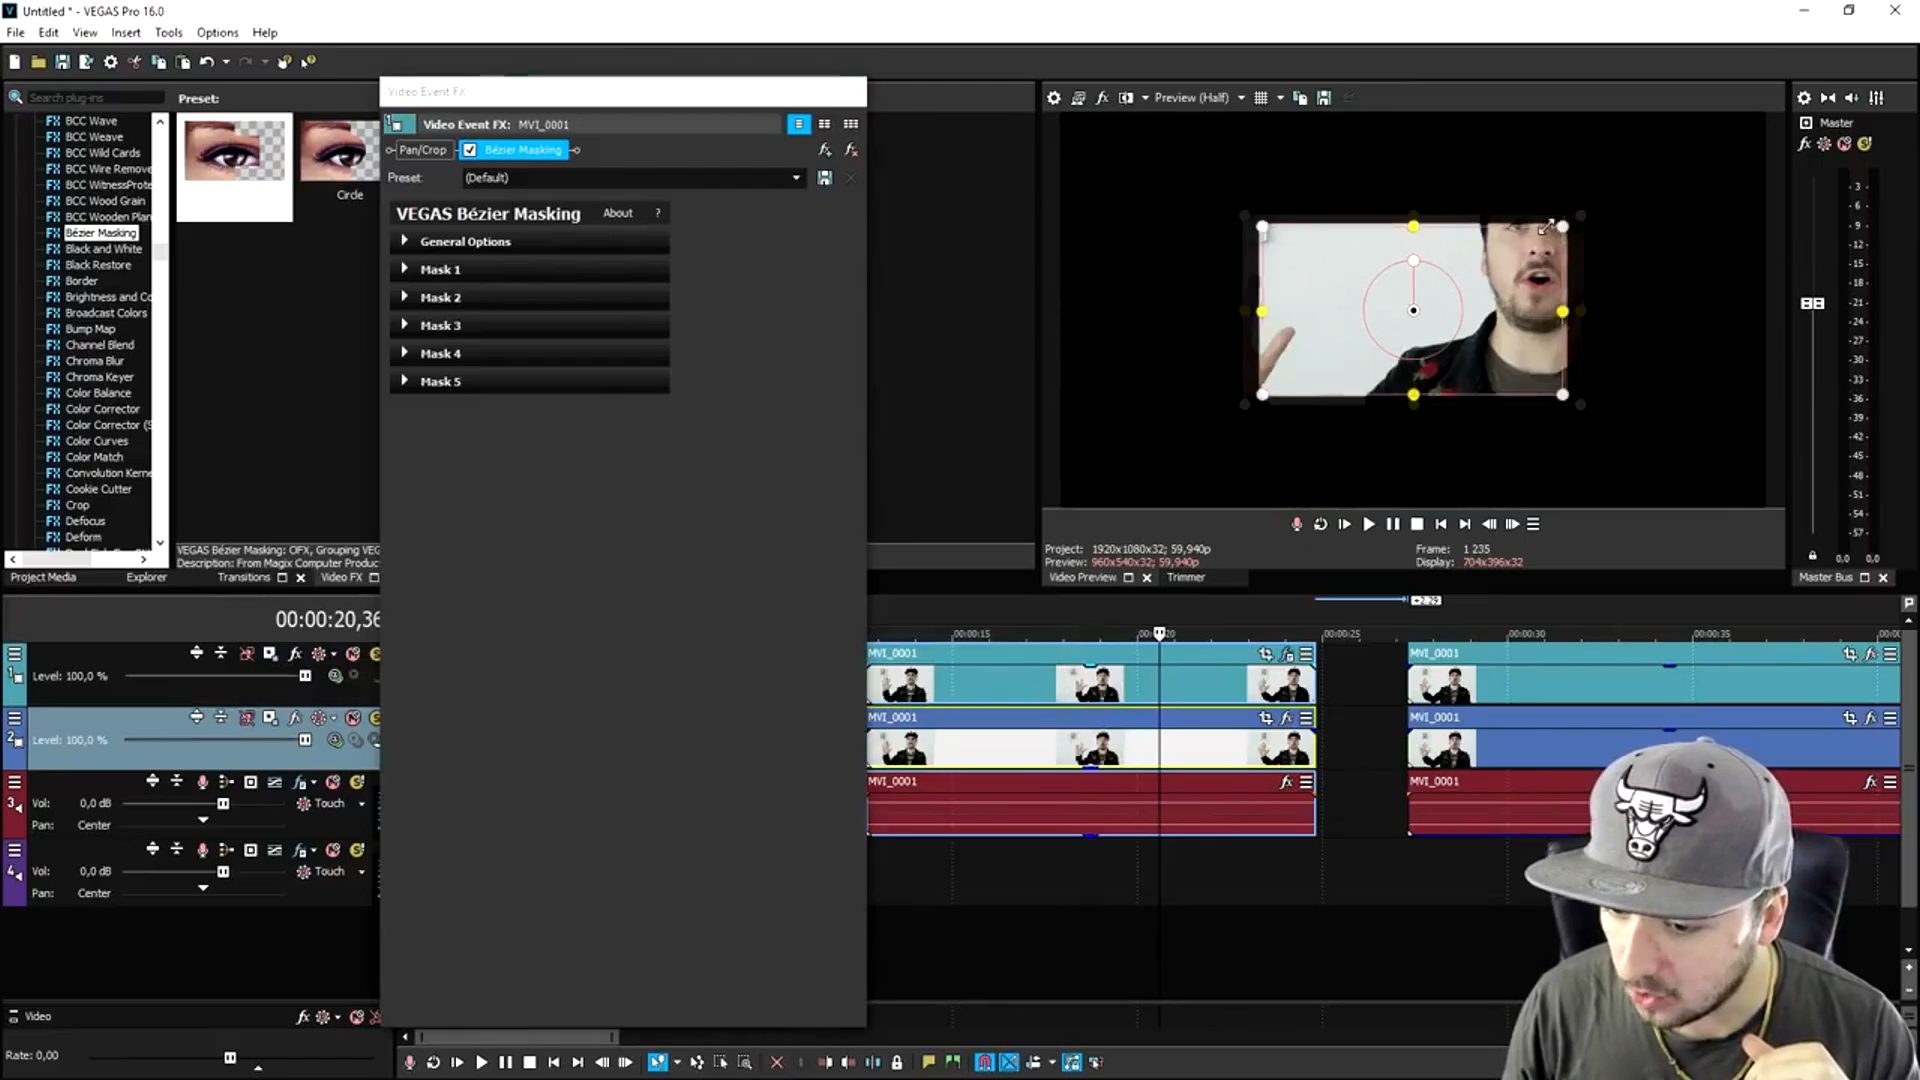 Untitled * - VEGAS Pro 16.0
File Edit View Insert Tools Options Help
Search plug-ins
Preset:
BCC Wave
BCC Weave
BCC Wild Cards
BCC Wire Remove
BCC WitnessProte
BCC Wood Grain
BCC Wooden Plan
Bézier Masking
Black and White
Black Restore
Border
Brightness and Co
Broadcast Colors
Bump Map
Channel Blend
Chroma Blur
Chroma Keyer
Color Balance
Color Corrector
Color Corrector (S
Color Curves
Color Match
Convolution Kerne
Cookie Cutter
Crop
Defocus
Deform
Circle
VEGAS Bézier Masking: OFX, Grouping VEG
Description: From Magix Computer Produc
Project Media Explorer Transitions Video FX
Video Event FX
Video Event FX: MVI_0001
Pan/Crop Bézier Masking
Preset: (Default)
VEGAS Bézier Masking About ?
General Options
Mask 1
Mask 2
Mask 3
Mask 4
Mask 5
Preview (Half)
Project: 1920x1080x32; 59,940p
Preview: 960x540x32; 59,940p
Frame: 1 235
Display: 704x396x32
Video Preview Trimmer
Master
-3
-6
-9
-12
-15
-18
-21
-24
-27
-30
-33
-36
-39
-42
-45
-48
-51
-54
-57
0,0 0,0
Master Bus
00:00:20,36
+2.29
00:00:15 00:00:20 00:00:25 00:00:30 00:00:35
1 Level: 100,0 %
2 Level: 100,0 %
3 Vol: 0,0 dB Touch
Pan: Center
4 Vol: 0,0 dB Touch
Pan: Center
MVI_0001 MVI_0001
MVI_0001 MVI_0001
MVI_0001 MVI_0001
Video
Rate: 0,00